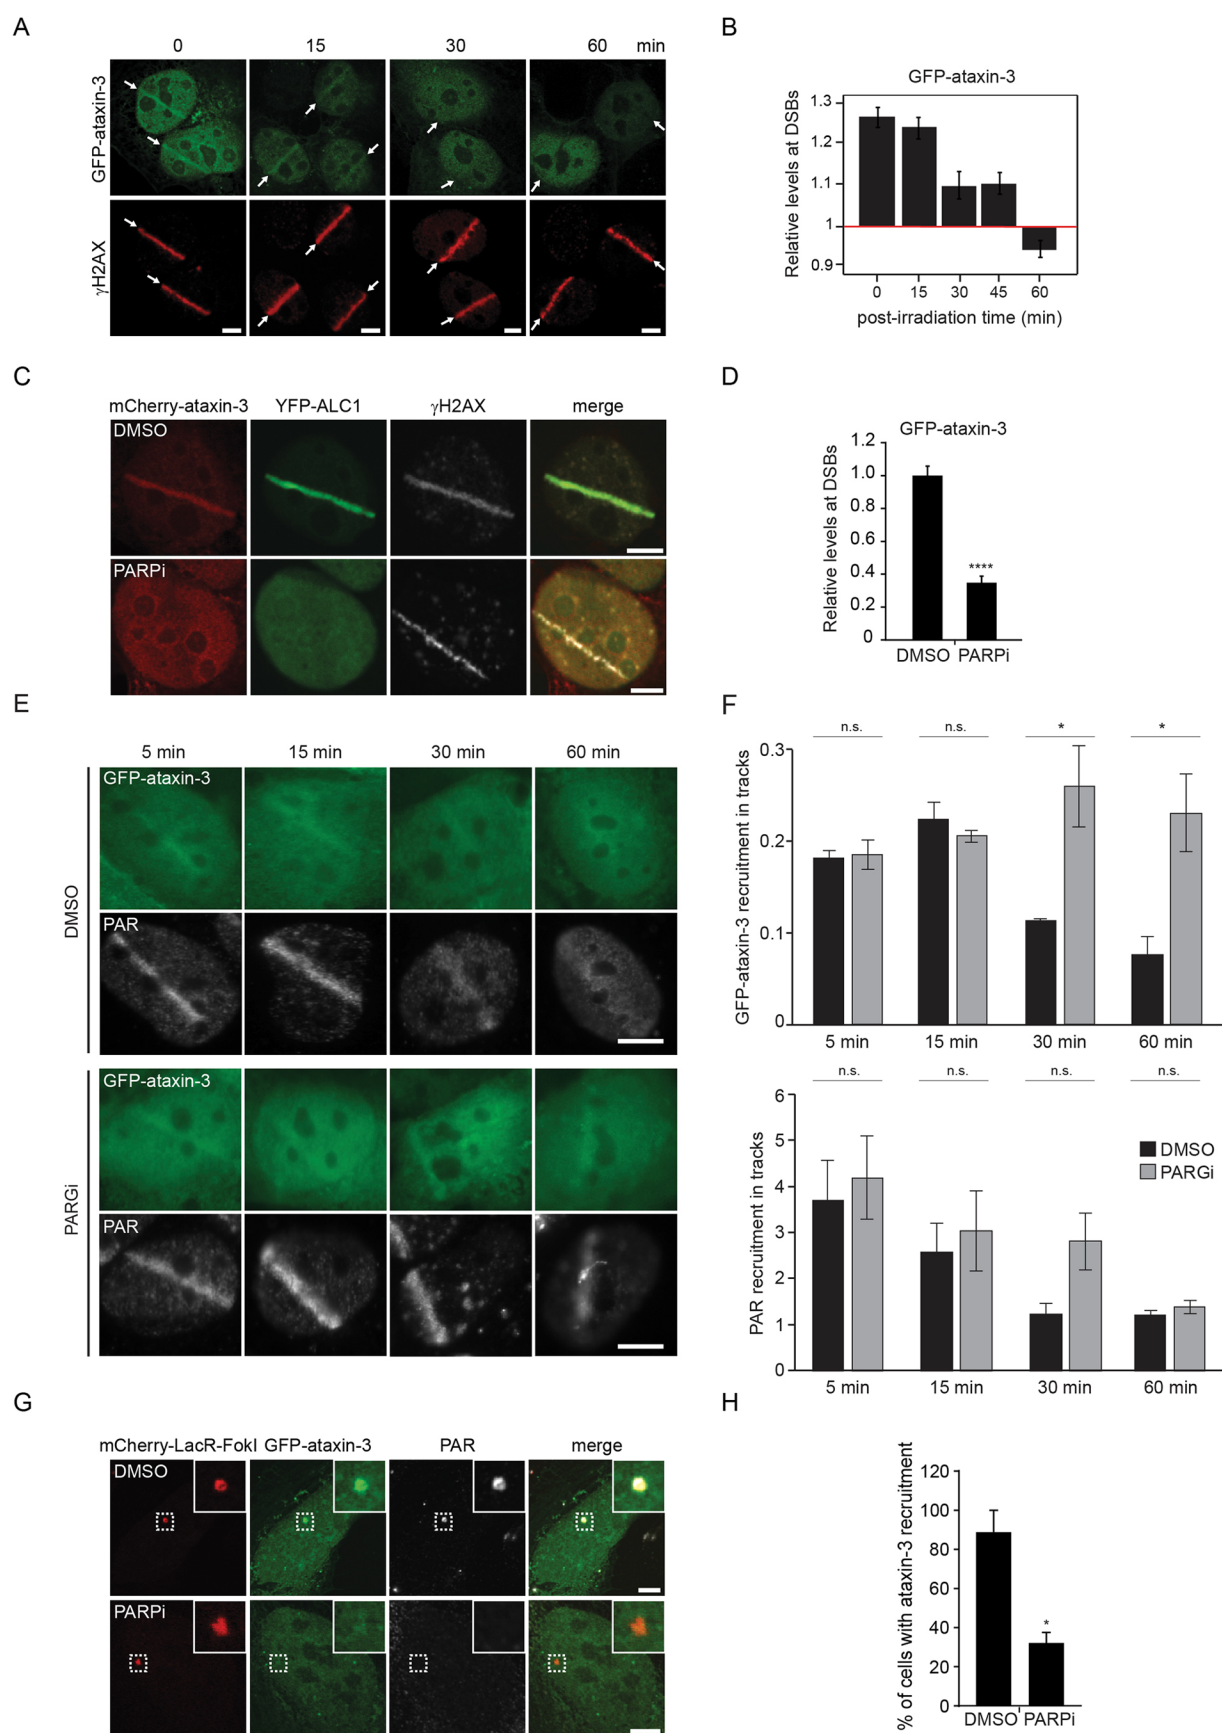 A
0 15 30 60 min
GFP-ataxin-3
γH2AX
B
GFP-ataxin-3
Relative levels at DSBs
1.3
1.2
1.1
1
0.9
0 15 30 45 60
post-irradiation time (min)
C
mCherry-ataxin-3 YFP-ALC1 γH2AX merge
DMSO
PARPi
D
GFP-ataxin-3
Relative levels at DSBs
1.2
1.0
0.8
0.6
0.4
0.2
0
****
DMSO PARPi
E
5 min 15 min 30 min 60 min
DMSO
GFP-ataxin-3
PAR
PARGi
GFP-ataxin-3
PAR
F
n.s. n.s. * *
GFP-ataxin-3 recruitment in tracks
0.3
0.2
0.1
0
5 min 15 min 30 min 60 min
n.s. n.s. n.s. n.s.
PAR recruitment in tracks
6
5
4
3
2
1
0
DMSO
PARGi
5 min 15 min 30 min 60 min
G
mCherry-LacR-FokI GFP-ataxin-3 PAR merge
DMSO
PARPi
H
% of cells with ataxin-3 recruitment
120
100
80
60
40
20
0
*
DMSO PARPi